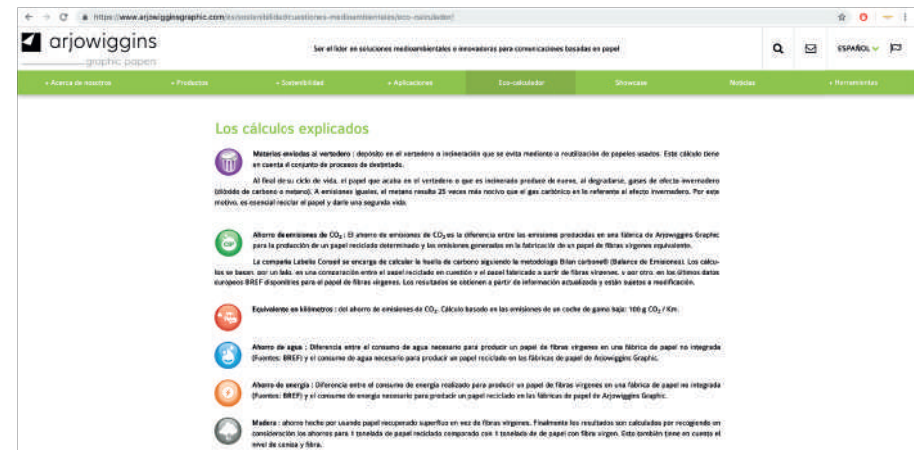 https://www.arjowigginsgraphic.com/es/sostenibilidad/cuestiones-medioambientales/eco-calculador/
arjowiggins
graphic papers
Ser el líder en soluciones medioambientales e innovadoras para comunicaciones basadas en papel
ESPAÑOL
+ Acerca de nosotros + Productos + Sostenibilidad + Aplicaciones Eco-calculador Showcase Noticias + Herramientas
Los cálculos explicados
Materias enviadas al vertedero : depósito en el vertedero o incineración que se evita mediante a reutilización de papeles usados. Este cálculo tiene
en cuenta el conjunto de procesos de destintado.
Al final de su ciclo de vida, el papel que acaba en el vertedero o que es incinerado produce de nuevo, al degradarse, gases de efecto invernadero
(dióxido de carbono o metano). A emisiones iguales, el metano resulta 25 veces más nocivo que el gas carbónico en lo referente al efecto invernadero. Por este
motivo, es esencial reciclar el papel y darle una segunda vida.
Ahorro de emisiones de CO₂ : El ahorro de emisiones de CO₂ es la diferencia entre las emisiones producidas en una fábrica de Arjowiggins Graphic
para la producción de un papel reciclado determinado y las emisiones generadas en la fabricación de un papel de fibras vírgenes equivalente.
La compañía Labelia Conseil se encarga de calcular la huella de carbono siguiendo la metodología Bilan carbone® (Balance de Emisiones). Los cálcu-
los se basan, por un lado, en una comparación entre el papel reciclado en cuestión y el papel fabricado a partir de fibras vírgenes, y por otro, en los últimos datos
europeos BREF disponibles para el papel de fibras vírgenes. Los resultados se obtienen a partir de información actualizada y están sujetos a modificación.
Equivalente en kilómetros : del ahorro de emisiones de CO₂. Cálculo basado en las emisiones de un coche de gama baja: 100 g CO₂ / Km.
Ahorro de agua : Diferencia entre el consumo de agua necesario para producir un papel de fibras vírgenes en una fábrica de papel no integrada
(Fuentes: BREF) y el consumo de agua necesario para producir un papel reciclado en las fábricas de papel de Arjowiggins Graphic.
Ahorro de energía : Diferencia entre el consumo de energía realizado para producir un papel de fibras vírgenes en una fábrica de papel no integrada
(Fuentes: BREF) y el consumo de energía necesario para producir un papel reciclado en las fábricas de papel de Arjowiggins Graphic.
Madera : ahorro hecho por usando papel recuperado superfluo en vez de fibras vírgenes. Finalmente los resultados son calculados por recogiendo en
consideración los ahorros para 1 tonelada de papel reciclado comparado con 1 tonelada de de papel con fibra virgen. Esto también tiene en cuenta el
nivel de ceniza y fibra.